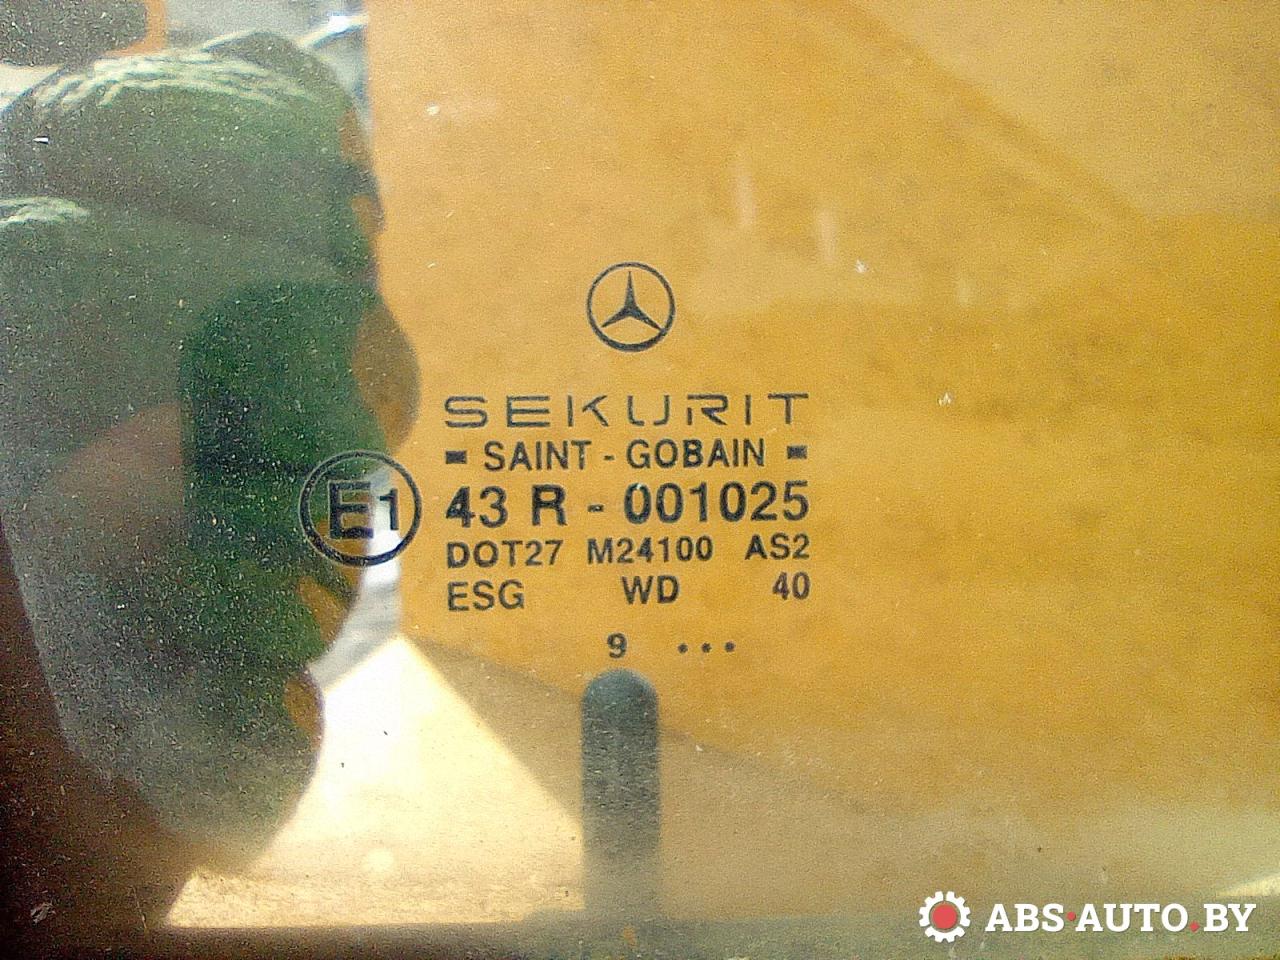 SEKURIT
SAINT - GOBAIN
E1 43 R - 001025
DOT27 M24100 AS2
ESG WD 40
9 ...
ABS·AUTO.BY